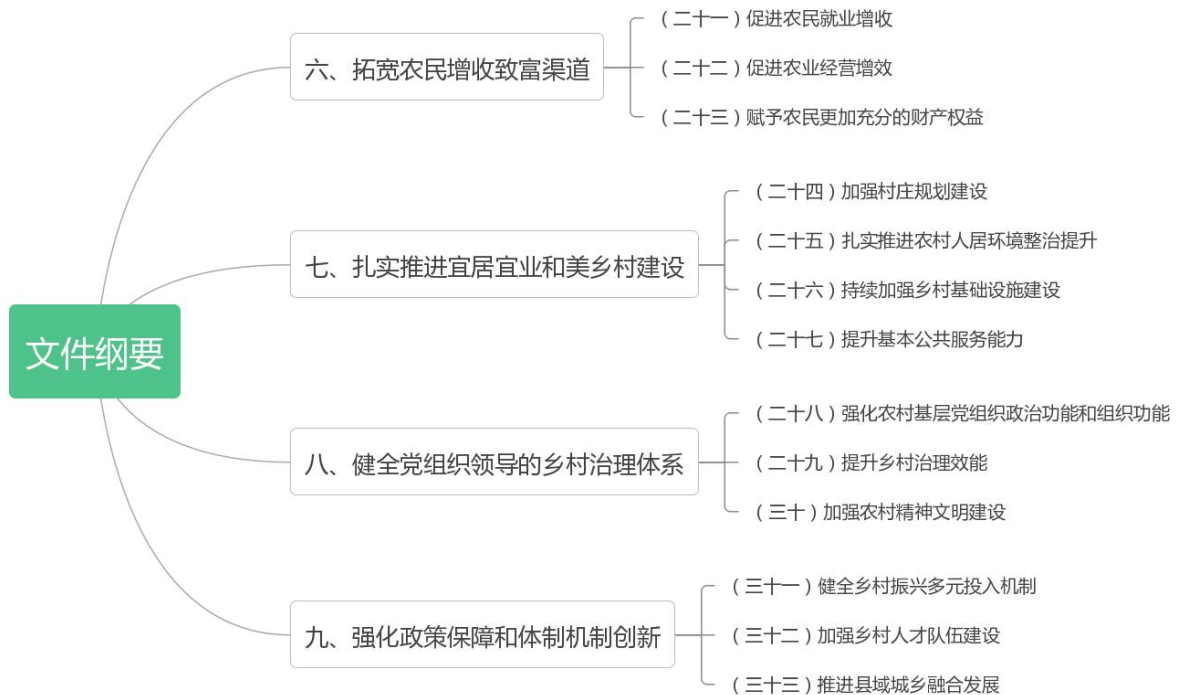 文件纲要
六、拓宽农民增收致富渠道
（二十一）促进农民就业增收
（二十二）促进农业经营增效
（二十三）赋予农民更加充分的财产权益
七、扎实推进宜居宜业和美乡村建设
（二十四）加强村庄规划建设
（二十五）扎实推进农村人居环境整治提升
（二十六）持续加强乡村基础设施建设
（二十七）提升基本公共服务能力
八、健全党组织领导的乡村治理体系
（二十八）强化农村基层党组织政治功能和组织功能
（二十九）提升乡村治理效能
（三十）加强农村精神文明建设
九、强化政策保障和体制机制创新
（三十一）健全乡村振兴多元投入机制
（三十二）加强乡村人才队伍建设
（三十三）推进县域城乡融合发展